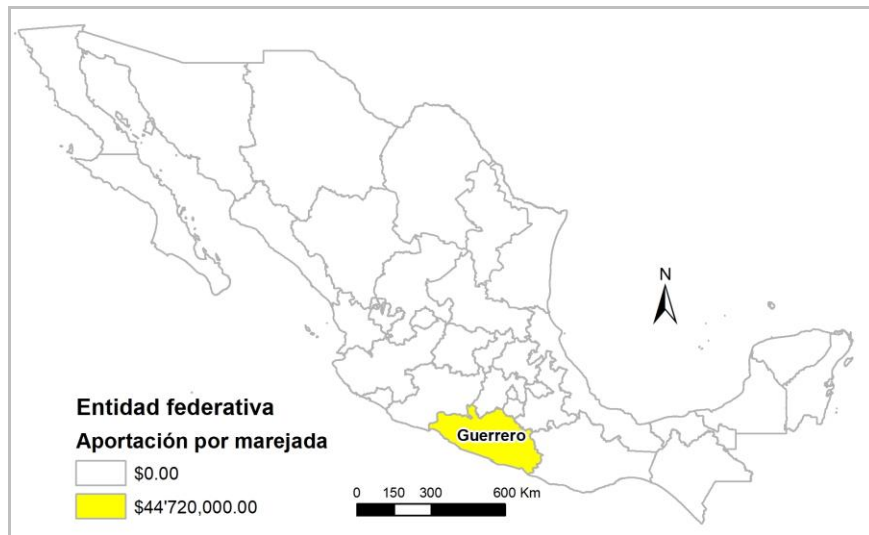 N
Entidad federativa
Aportación por marejada
$0.00
$44'720,000.00
Guerrero
0 150 300 600 Km